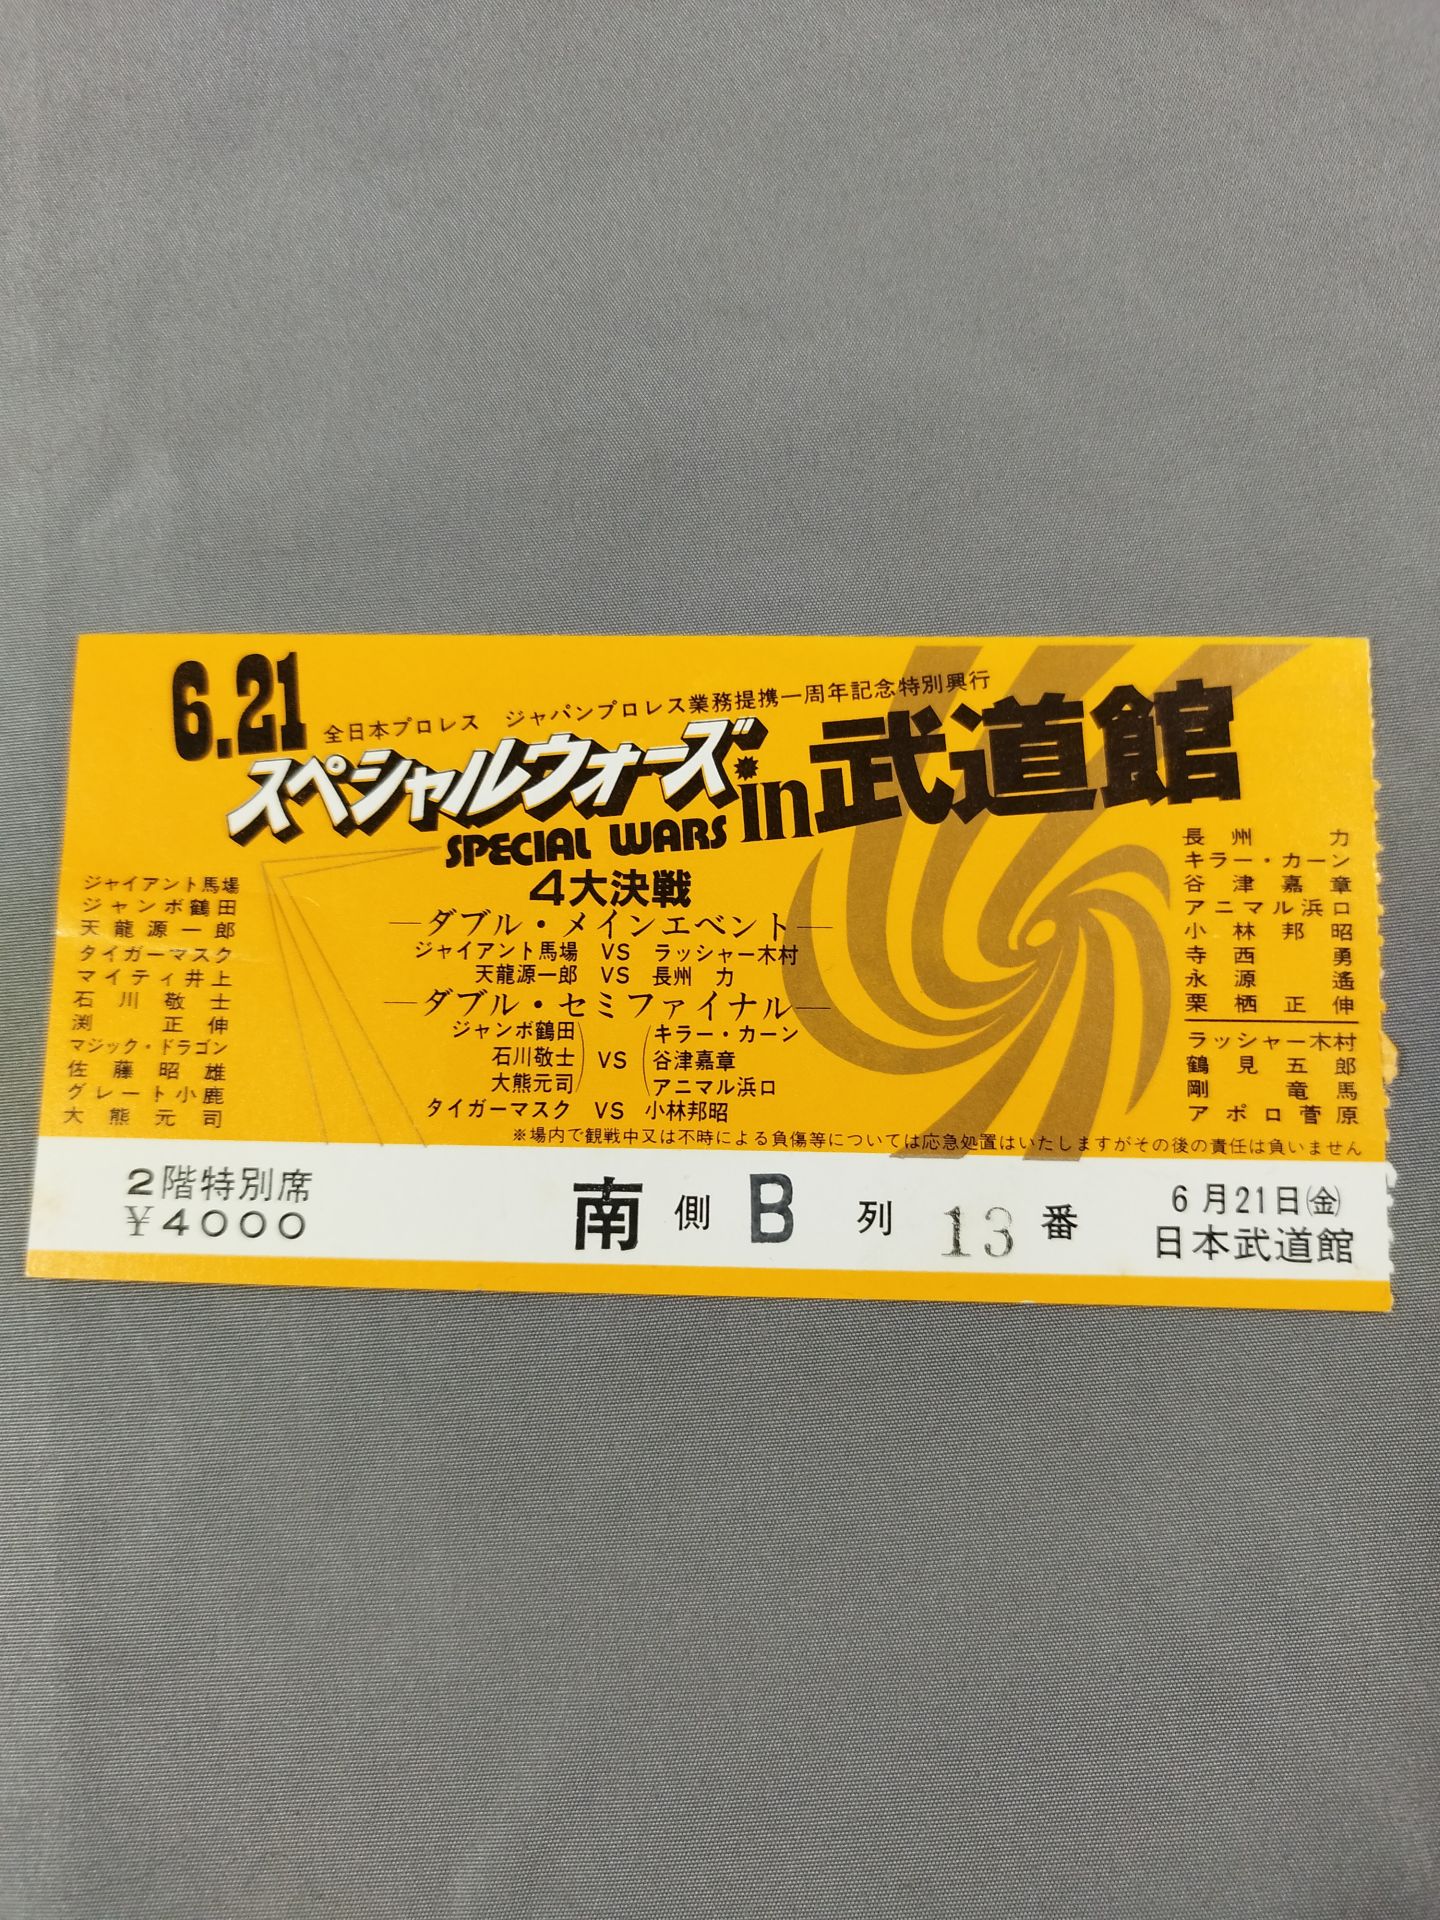 6.21
全日本プロレス ジャパンプロレス業務提携一周年記念特別興行
スペシャルウォーズ in 武道館
SPECIAL WARS
4大決戦
―ダブル・メインエベント―
ジャイアント馬場 VS ラッシャー木村
天龍源一郎 VS 長州 力
―ダブル・セミファイナル―
ジャンボ鶴田 キラー・カーン
石川敬士 VS 谷津嘉章
大熊元司 アニマル浜口
タイガーマスク VS 小林邦昭
ジャイアント馬場
ジャンボ鶴田
天龍源一郎
タイガーマスク
マイティ井上
石川敬士
渕正伸
マジック・ドラゴン
佐藤昭雄
グレート小鹿
大熊元司
長州力
キラー・カーン
谷津嘉章
アニマル浜口
小林邦昭
寺西勇
永源遙
栗栖正伸
ラッシャー木村
鶴見五郎
剛竜馬
アポロ菅原
※場内で観戦中又は不時による負傷等については応急処置はいたしますがその後の責任は負いません
2階特別席
¥4000
南側 B 列 13 番
6月21日(金)
日本武道館